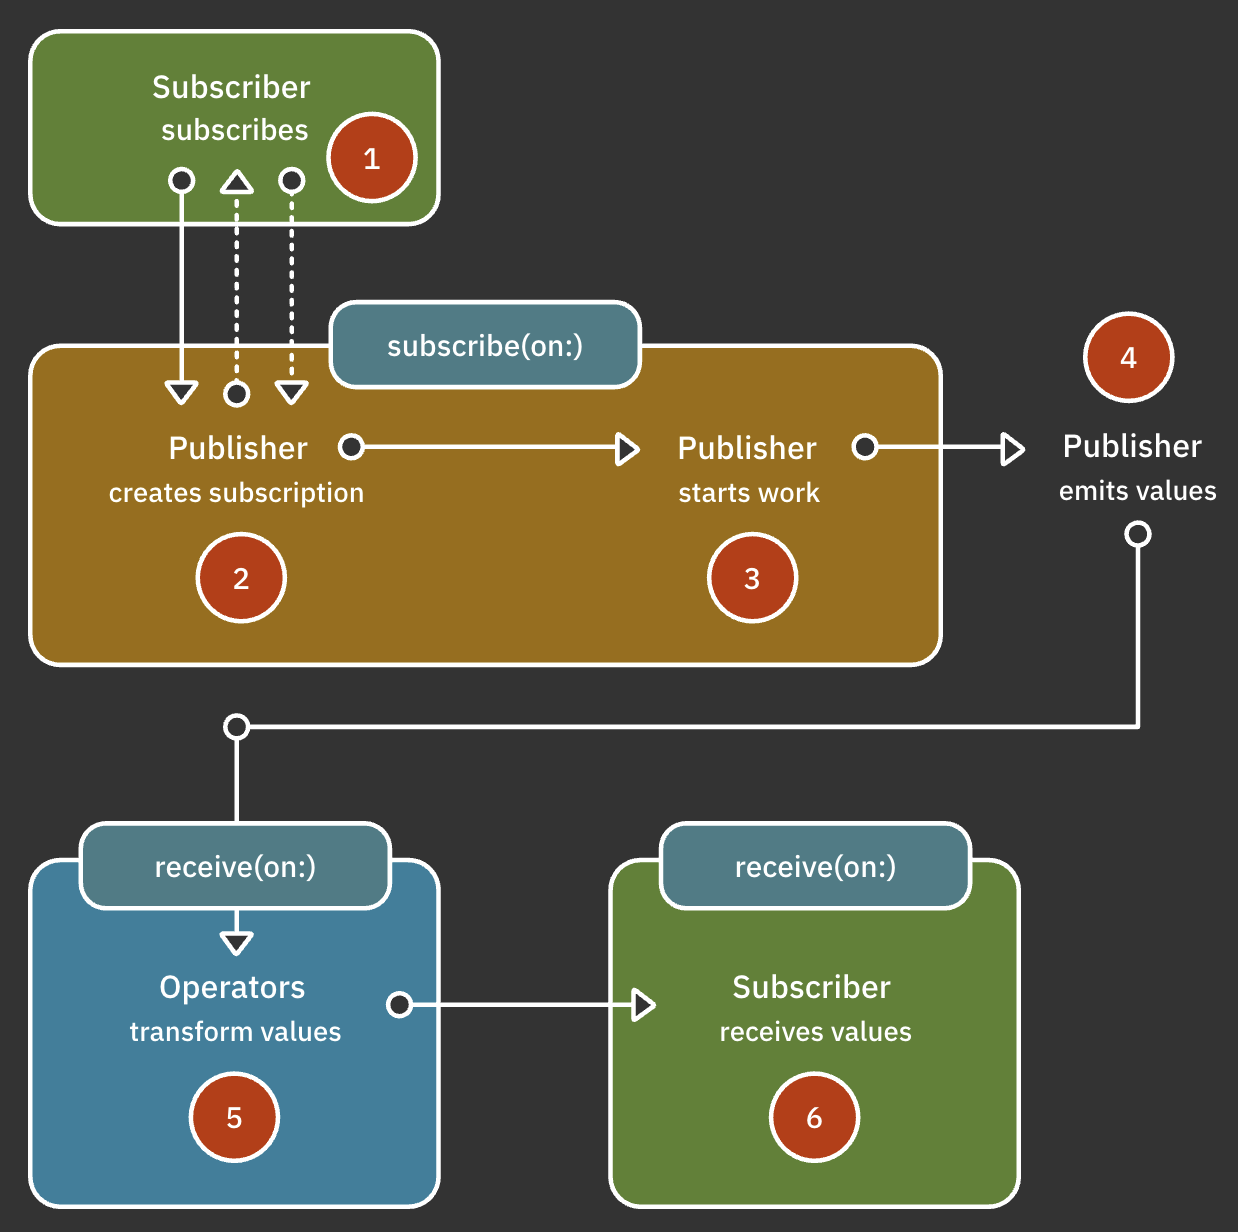 Subscriber
subscribes
1
subscribe(on:)
4
Publisher
creates subscription
2
Publisher
starts work
3
Publisher
emits values
receive(on:)
Operators
transform values
5
receive(on:)
Subscriber
receives values
6